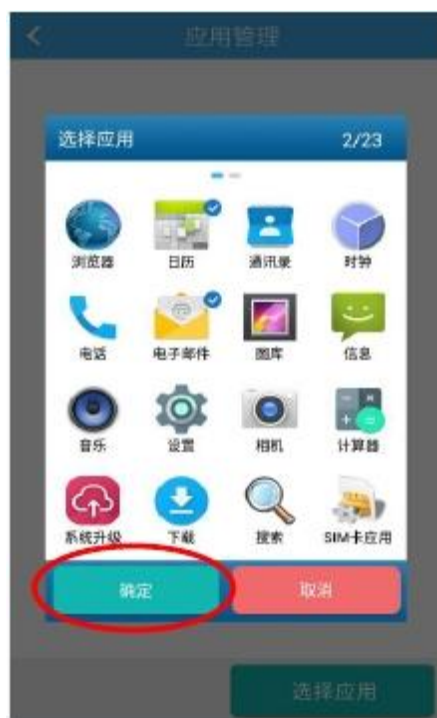 应用管理
选择应用 2/23
浏览器 日历 通讯录 时钟
电话 电子邮件 图库 信息
音乐 设置 相机 计算器
系统升级 下载 搜索 SIM卡应用
确定 取消
选择应用